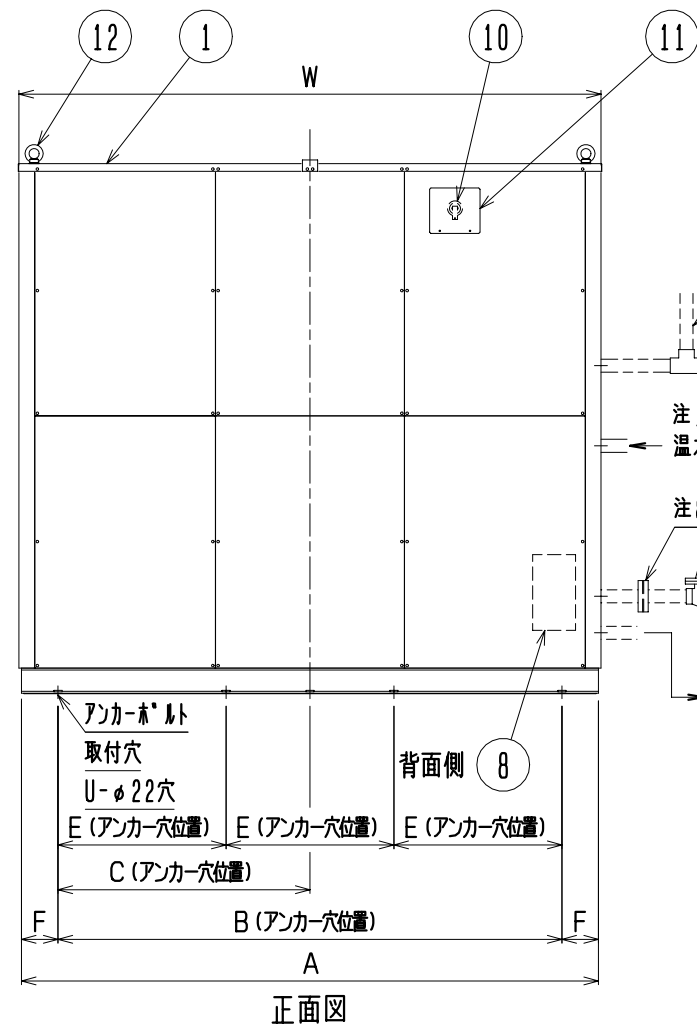 12
1
10
11
W
注
温
注
アンカーボルト
取付穴
U-φ22穴
背面側
8
E(アンカー穴位置)
E(アンカー穴位置)
E(アンカー穴位置)
C(アンカー穴位置)
F
B(アンカー穴位置)
F
A
正面図